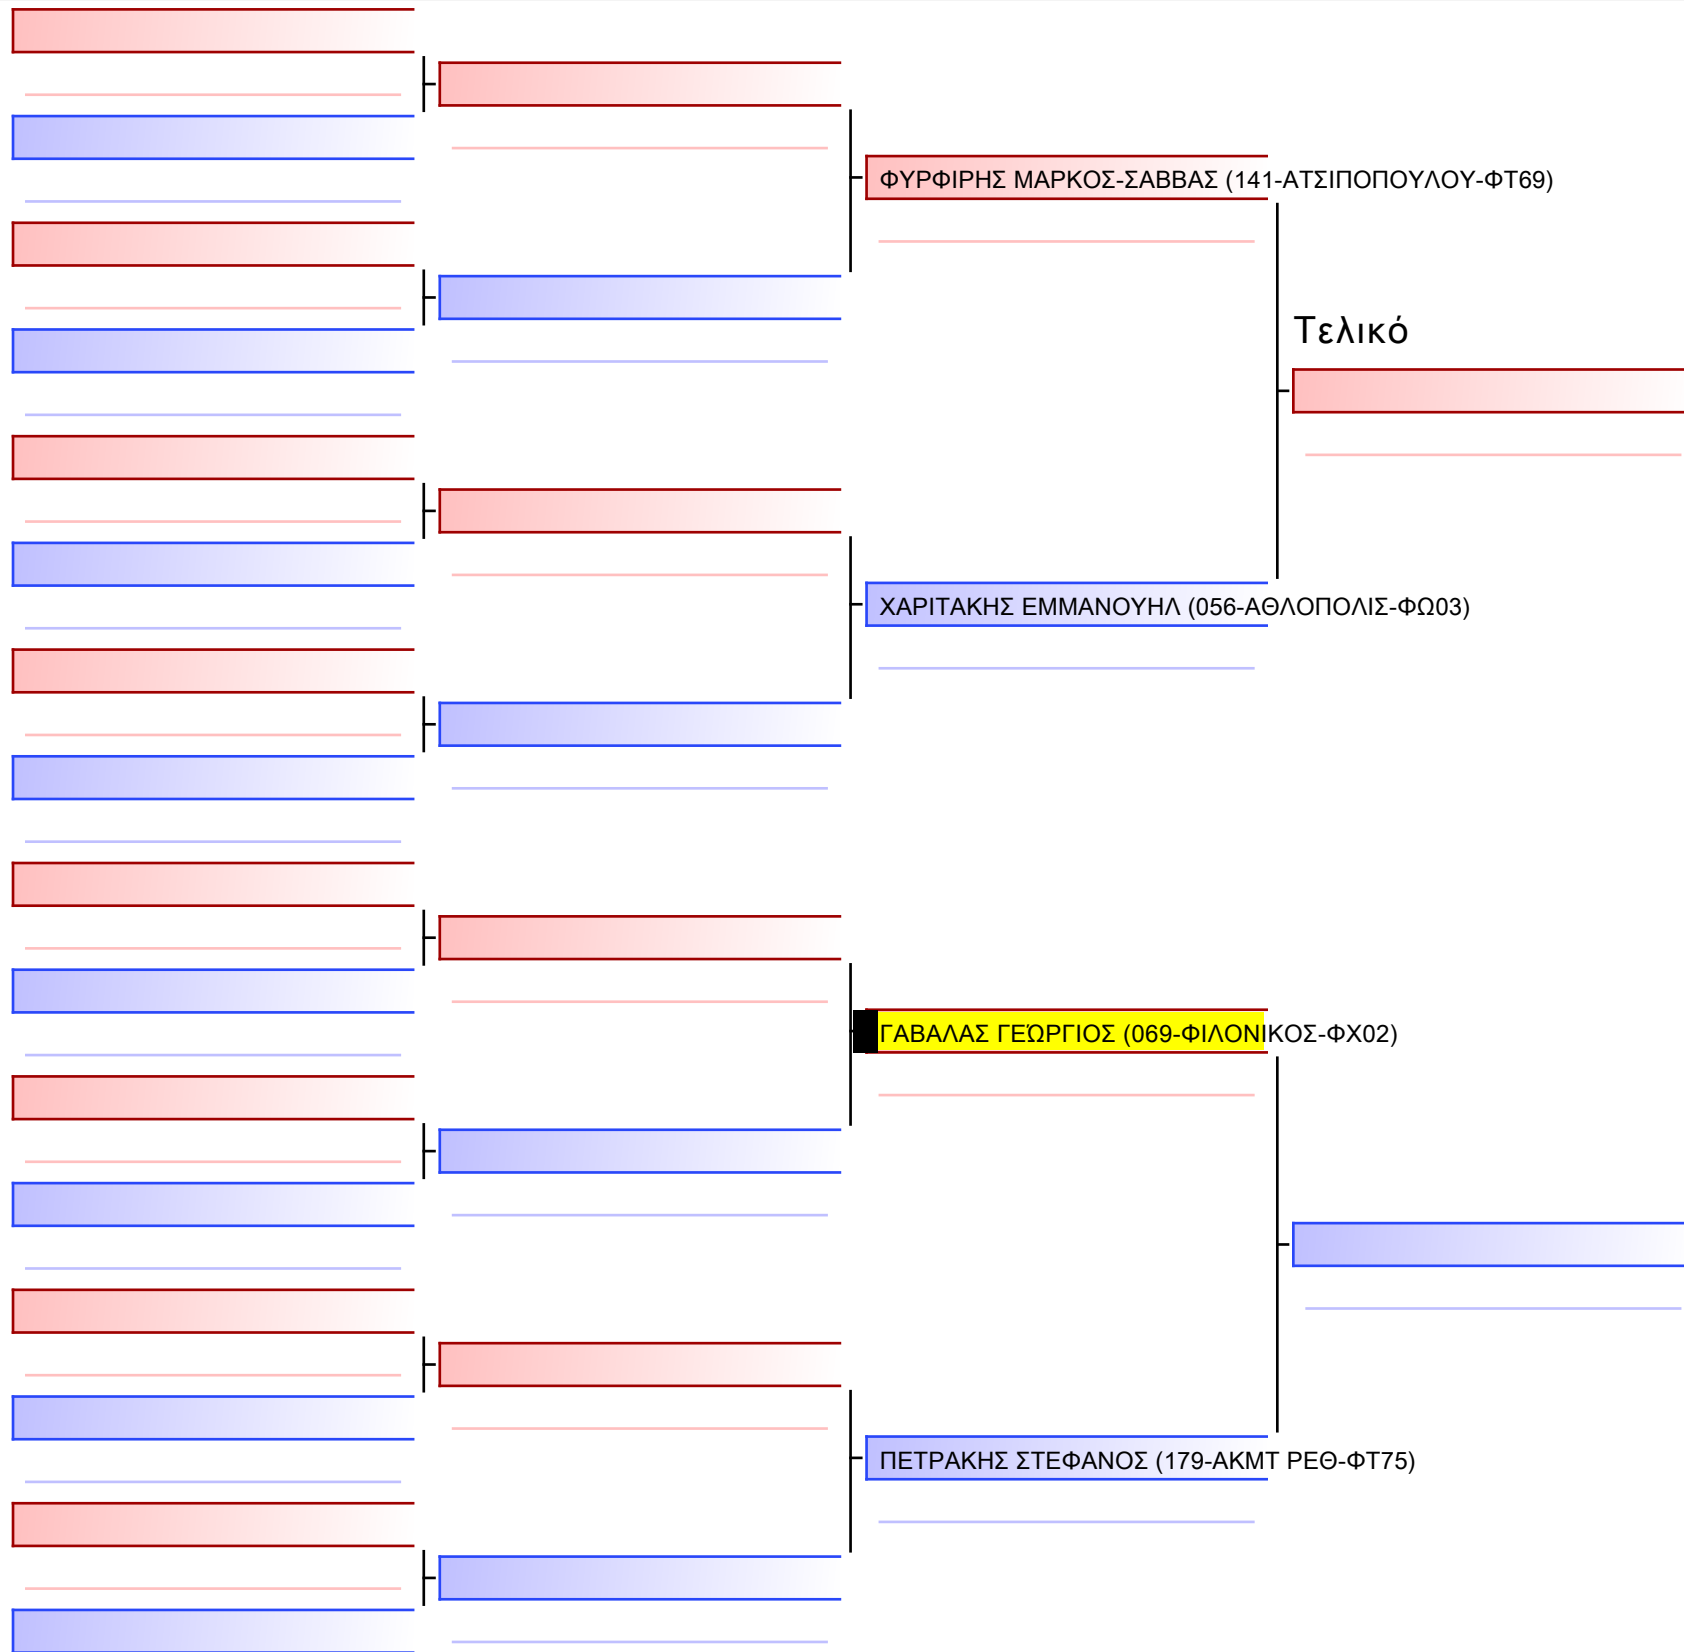 ΦΥΡΦΙΡΗΣ ΜΑΡΚΟΣ-ΣΑΒΒΑΣ (141-ΑΤΣΙΠΟΠΟΥΛΟΥ-ΦΤ69)
Τελικό
ΧΑΡΙΤΑΚΗΣ ΕΜΜΑΝΟΥΗΛ (056-ΑΘΛΟΠΟΛΙΣ-ΦΩ03)
ΓΑΒΑΛΑΣ ΓΕΏΡΓΙΟΣ (069-ΦΙΛΟΝΙΚΟΣ-ΦΧ02)
ΠΕΤΡΑΚΗΣ ΣΤΕΦΑΝΟΣ (179-ΑΚΜΤ ΡΕΘ-ΦΤ75)